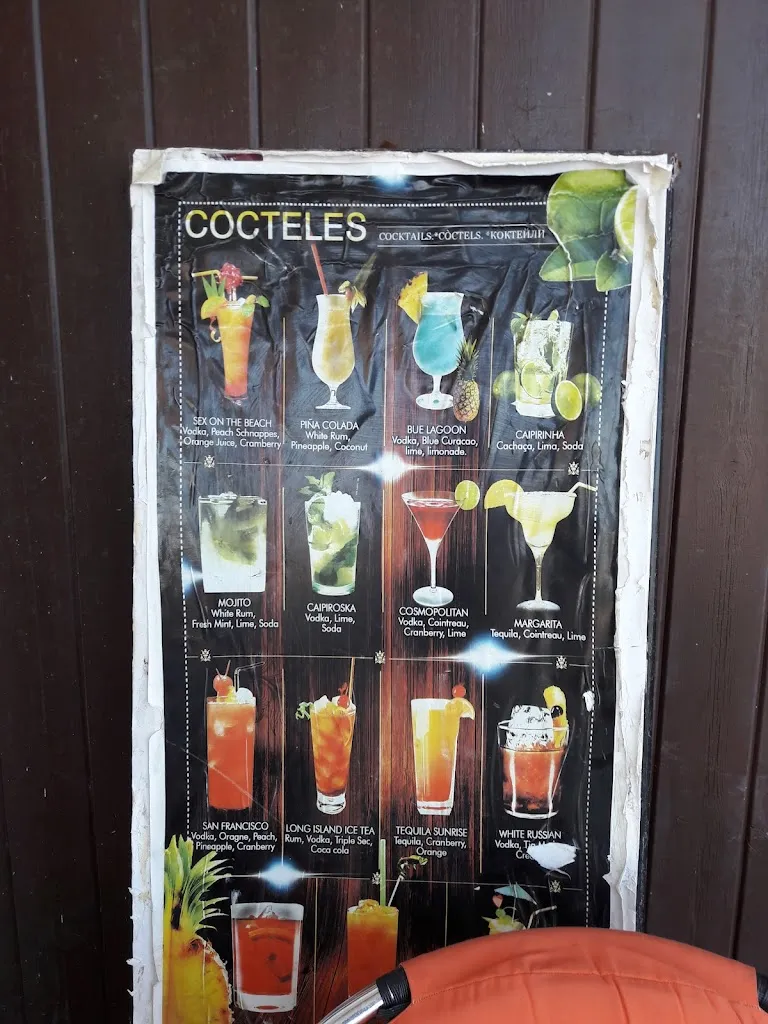 COCTELES
COCKTAILS.*CÒCTELS. *КОКТЕЙЛИ
SEX ON THE BEACH
Vodka, Peach Schnappes,
Orange Juice, Cramberry
PIÑA COLADA
White Rum,
Pineapple, Coconut
BUE LAGOON
Vodka, Blue Curacao,
lime, limonade.
CAIPIRINHA
Cachaça, Lima, Soda
MOJITO
White Rum,
Fresh Mint, Lime, Soda
CAIPIROSKA
Vodka, Lime,
Soda
COSMOPOLITAN
Vodka, Cointreau,
Cranberry, Lime
MARGARITA
Tequila, Cointreau, Lime
SAN FRANCISCO
Vodka, Oragne, Peach,
Pineapple, Cranberry
LONG ISLAND ICE TEA
Rum, Vodka, Triple Sec,
Coca cola
TEQUILA SUNRISE
Tequila, Cranberry,
Orange
WHITE RUSSIAN
Vodka,